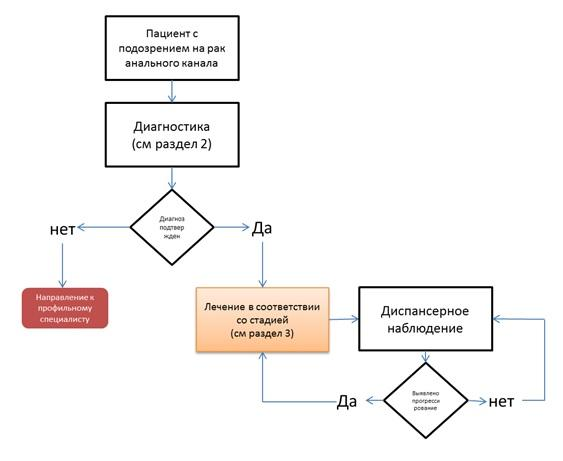 Пациент с
подозрением на рак
анального канала
Диагностика
(см раздел 2)
Диагноз
подтвер
жден
нет
Да
Направление к
профильному
специалисту
Лечение в соответствии
со стадией
(см раздел 3)
Диспансерное
наблюдение
Выявлено
прогресси
рование
Да
нет